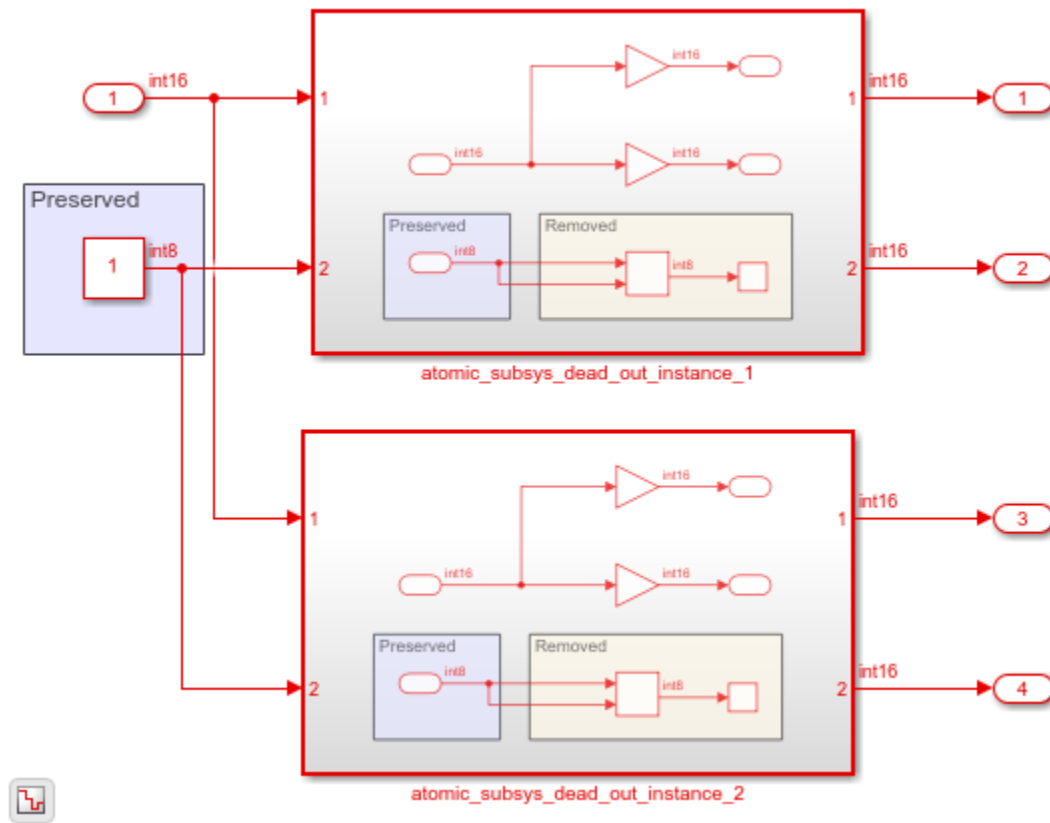 int16
1
Preserved
1
int8
1
2
int16
int16
int16
Preserved
int8
Removed
int8
1
2
int16
1
int16
2
atomic_subsys_dead_out_instance_1
1
2
int16
int16
int16
Preserved
int8
Removed
int8
1
2
int16
3
int16
4
atomic_subsys_dead_out_instance_2